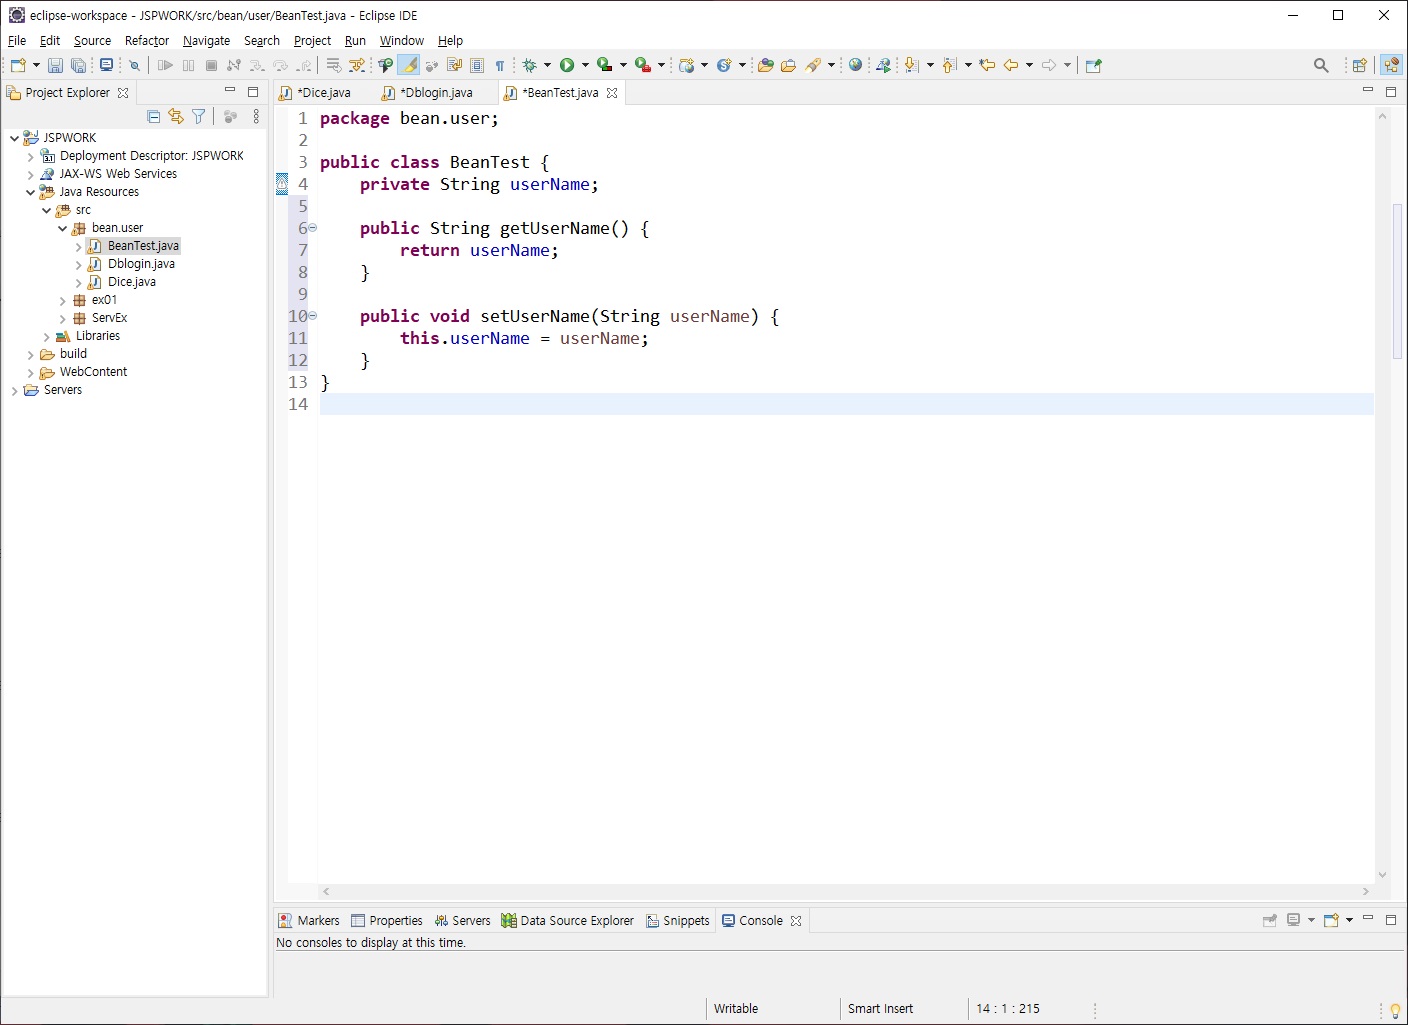 eclipse-workspace - JSPWORK/src/bean/user/BeanTest.java - Eclipse IDE
File Edit Source Refactor Navigate Search Project Run Window Help
Project Explorer
*Dice.java *Dblogin.java *BeanTest.java
JSPWORK
Deployment Descriptor: JSPWORK
JAX-WS Web Services
Java Resources
src
bean.user
BeanTest.java
Dblogin.java
Dice.java
ex01
ServEx
Libraries
build
WebContent
Servers
1 package bean.user;
2
3 public class BeanTest {
4 private String userName;
5
6 public String getUserName() {
7 return userName;
8 }
9
10 public void setUserName(String userName) {
11 this.userName = userName;
12 }
13 }
14
Markers Properties Servers Data Source Explorer Snippets Console
No consoles to display at this time.
Writable Smart Insert 14 : 1 : 215